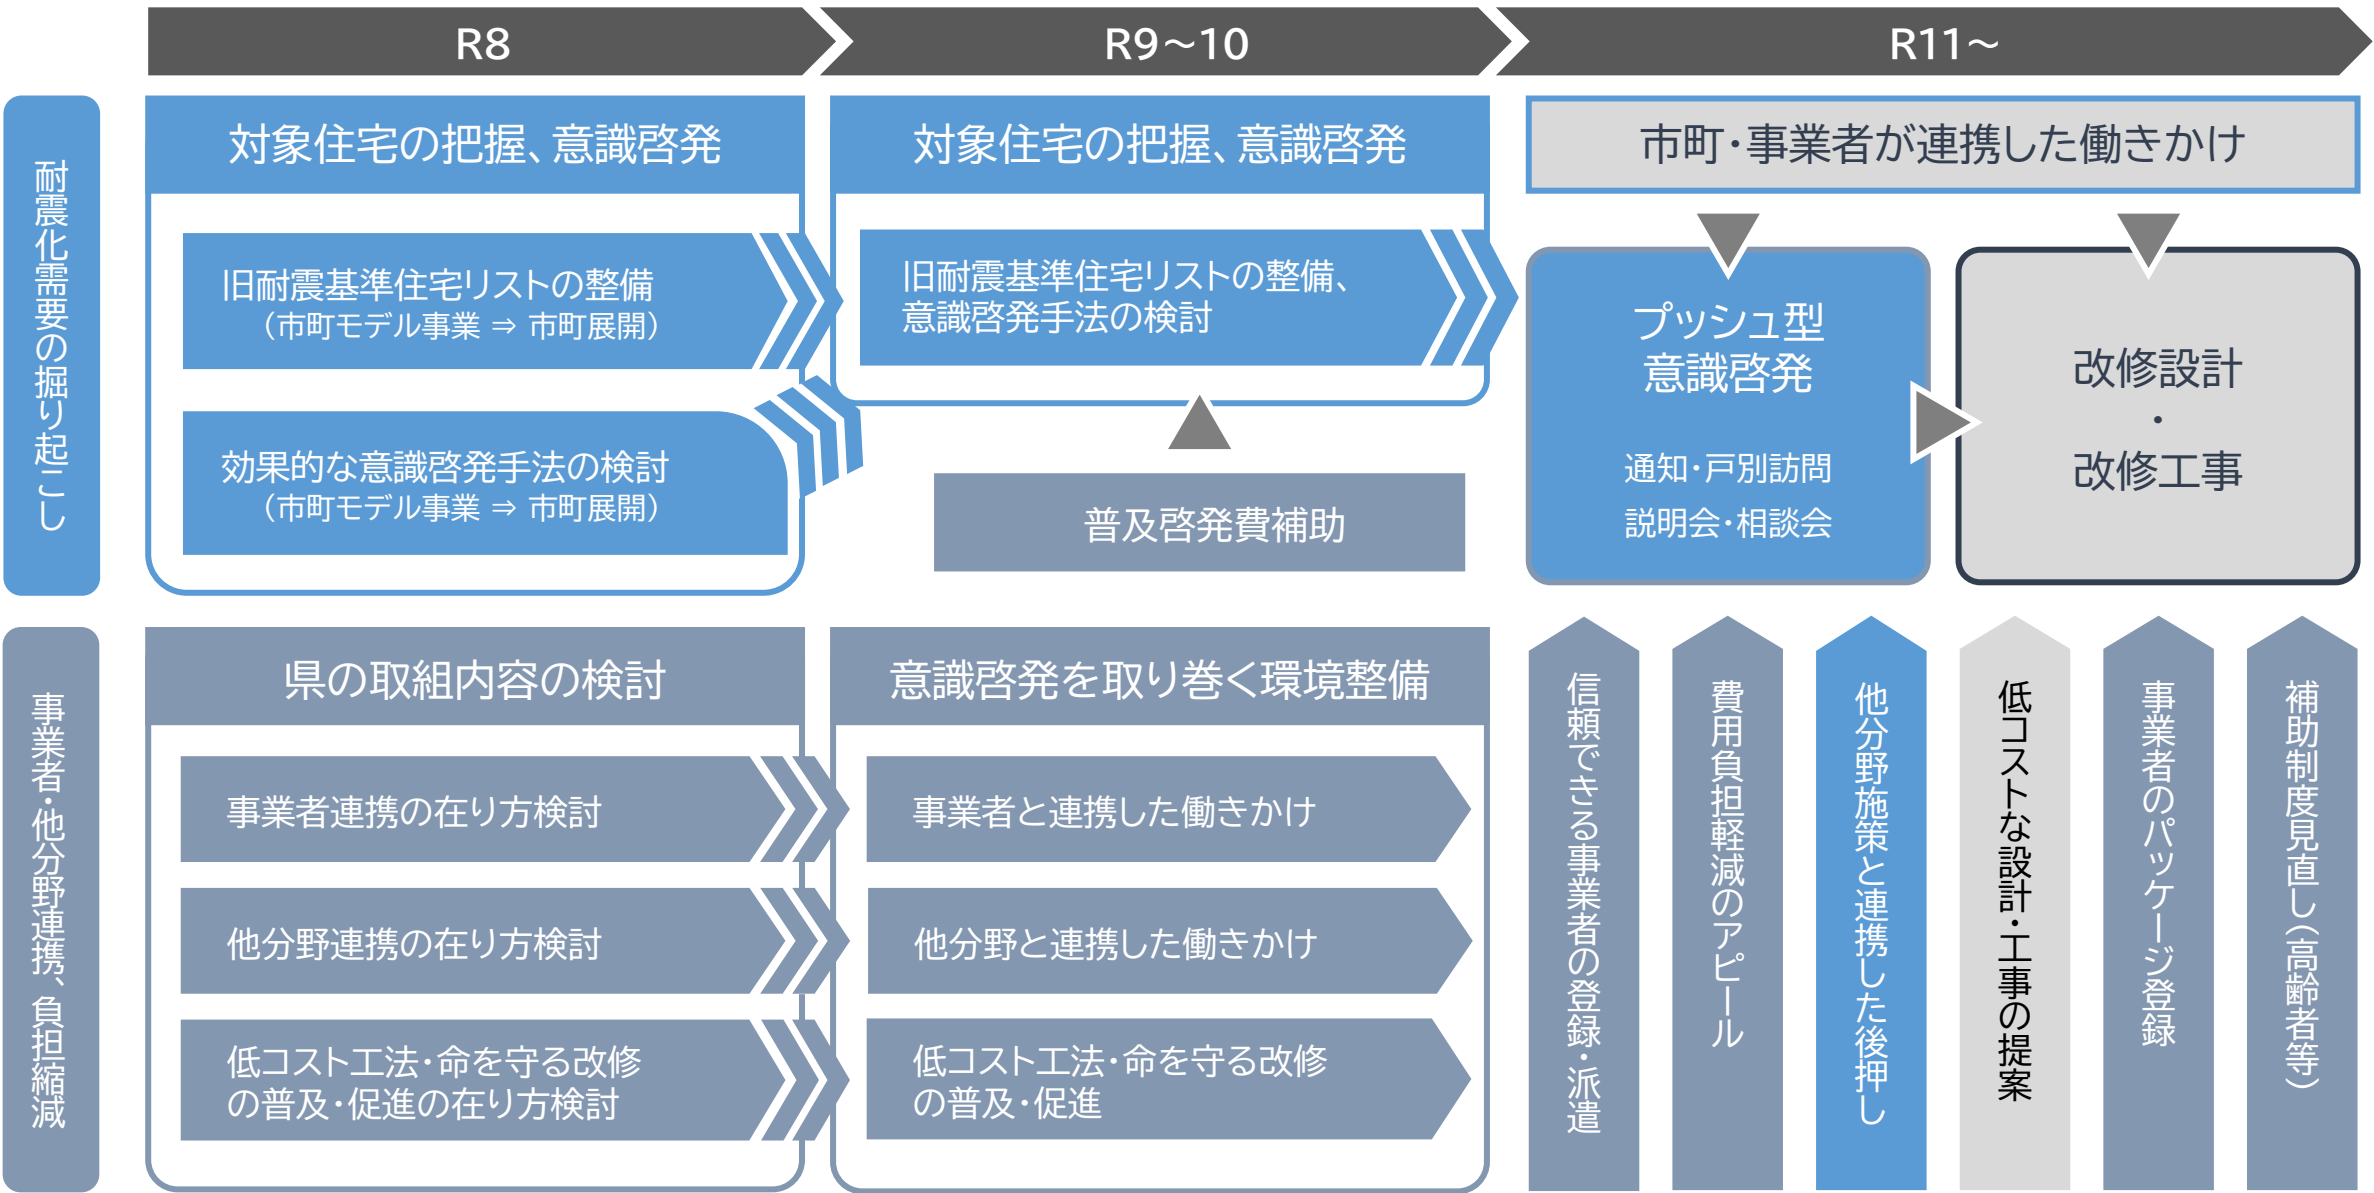 R8
R9～10
R11～
耐震化需要の掘り起こし
対象住宅の把握、意識啓発
旧耐震基準住宅リストの整備
（市町モデル事業 ⇒ 市町展開）
効果的な意識啓発手法の検討
（市町モデル事業 ⇒ 市町展開）
対象住宅の把握、意識啓発
旧耐震基準住宅リストの整備、
意識啓発手法の検討
普及啓発費補助
市町・事業者が連携した働きかけ
プッシュ型
意識啓発
通知・戸別訪問
説明会・相談会
改修設計
・
改修工事
事業者・他分野連携、負担縮減
県の取組内容の検討
事業者連携の在り方検討
他分野連携の在り方検討
低コスト工法・命を守る改修
の普及・促進の在り方検討
意識啓発を取り巻く環境整備
事業者と連携した働きかけ
他分野と連携した働きかけ
低コスト工法・命を守る改修
の普及・促進
信頼できる事業者の登録・派遣
費用負担軽減のアピール
他分野施策と連携した後押し
低コストな設計・工事の提案
事業者のパッケージ登録
補助制度見直し（高齢者等）